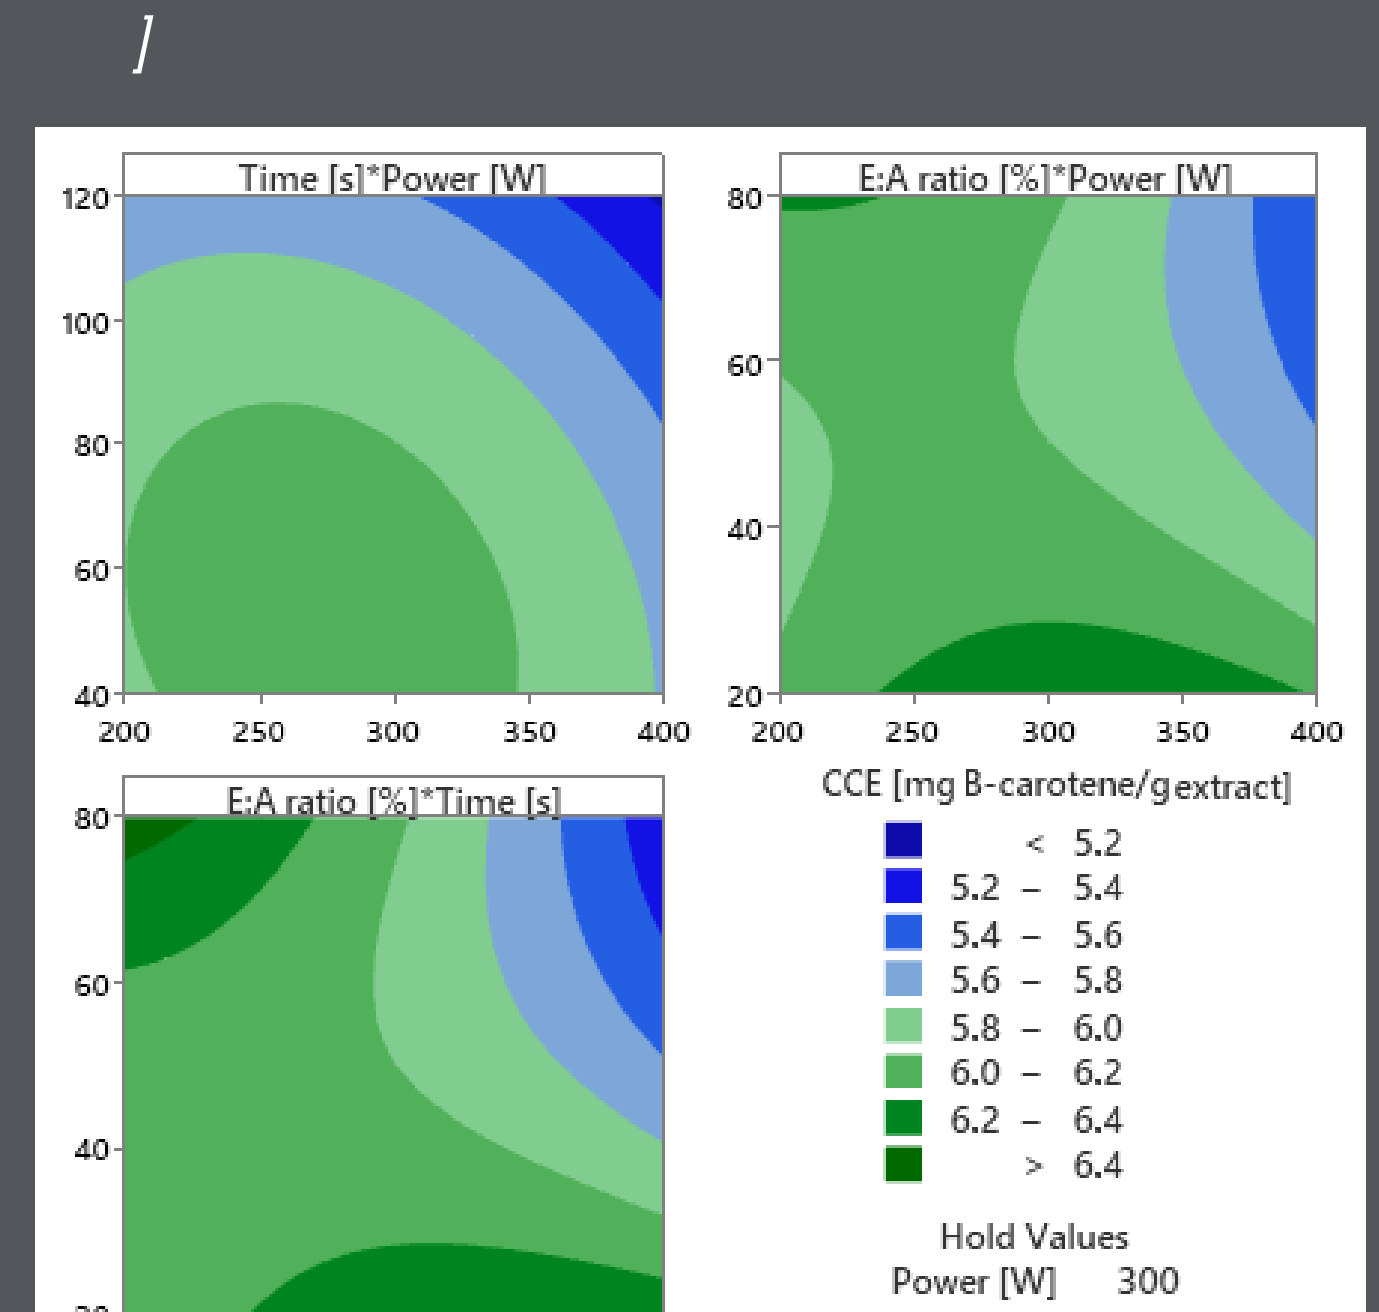 ]
Time [s]*Power [W]
120
100
80
60
40
200 250 300 350 400
E:A ratio [%]*Power [W]
80
60
40
20
200 250 300 350 400
E:A ratio [%]*Time [s]
80
60
40
CCE [mg B-carotene/g extract]
< 5.2
5.2 – 5.4
5.4 – 5.6
5.6 – 5.8
5.8 – 6.0
6.0 – 6.2
6.2 – 6.4
> 6.4
Hold Values
Power [W] 300